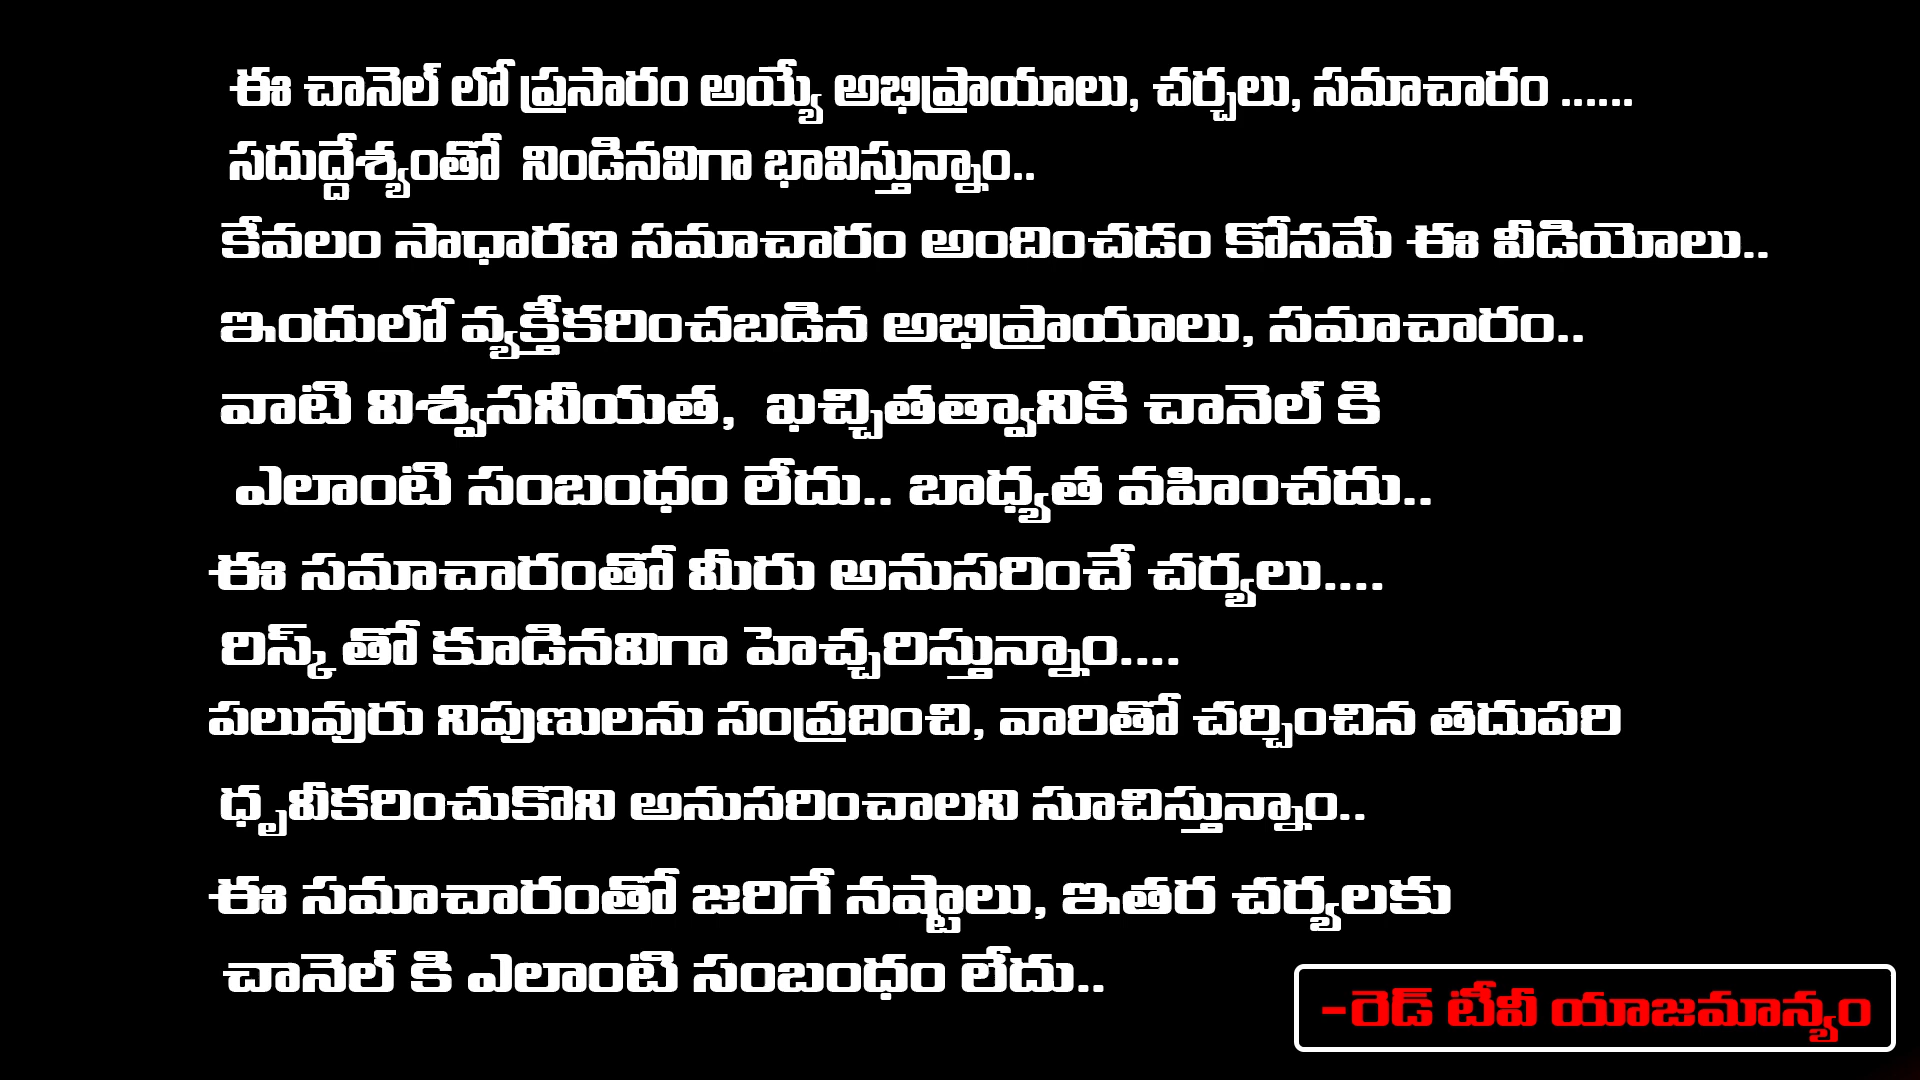 ఈ చానెల్ లో ప్రసారం అయ్యే అభిప్రాయాలు, చర్చలు, సమాచారం ......
సదుద్దేశ్యంతో నిండినవిగా భావిస్తున్నాం..
కేవలం సాధారణ సమాచారం అందించడం కోసమే ఈ వీడియోలు..
ఇందులో వ్యక్తీకరించబడిన అభిప్రాయాలు, సమాచారం..
వాటి విశ్వసనీయత, ఖచ్చితత్వానికి చానెల్ కి
ఎలాంటి సంబంధం లేదు.. బాధ్యత వహించదు..
ఈ సమాచారంతో మీరు అనుసరించే చర్యలు....
రిస్క్ తో కూడినవిగా హెచ్చరిస్తున్నాం....
పలువురు నిపుణులను సంప్రదించి, వారితో చర్చించిన తదుపరి
ధృవీకరించుకొని అనుసరించాలని సూచిస్తున్నాం..
ఈ సమాచారంతో జరిగే నష్టాలు, ఇతర చర్యలకు
చానెల్ కి ఎలాంటి సంబంధం లేదు..
-రెడ్ టీవీ యాజమాన్యం